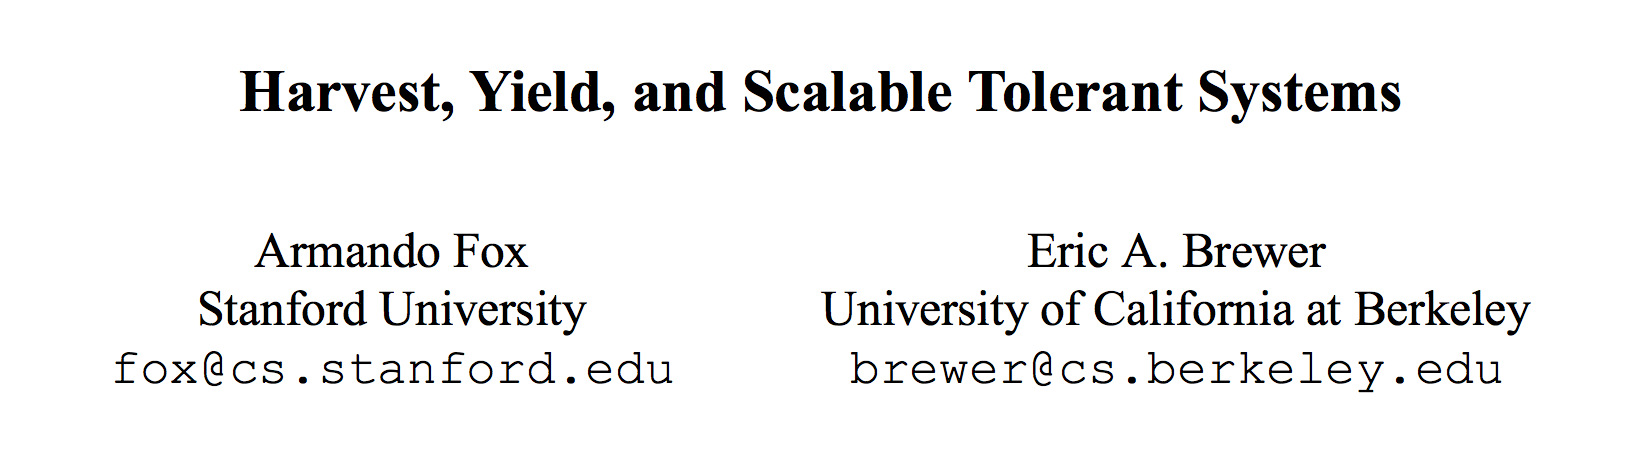 Harvest, Yield, and Scalable Tolerant Systems
Armando Fox
Stanford University
fox@cs.stanford.edu
Eric A. Brewer
University of California at Berkeley
brewer@cs.berkeley.edu